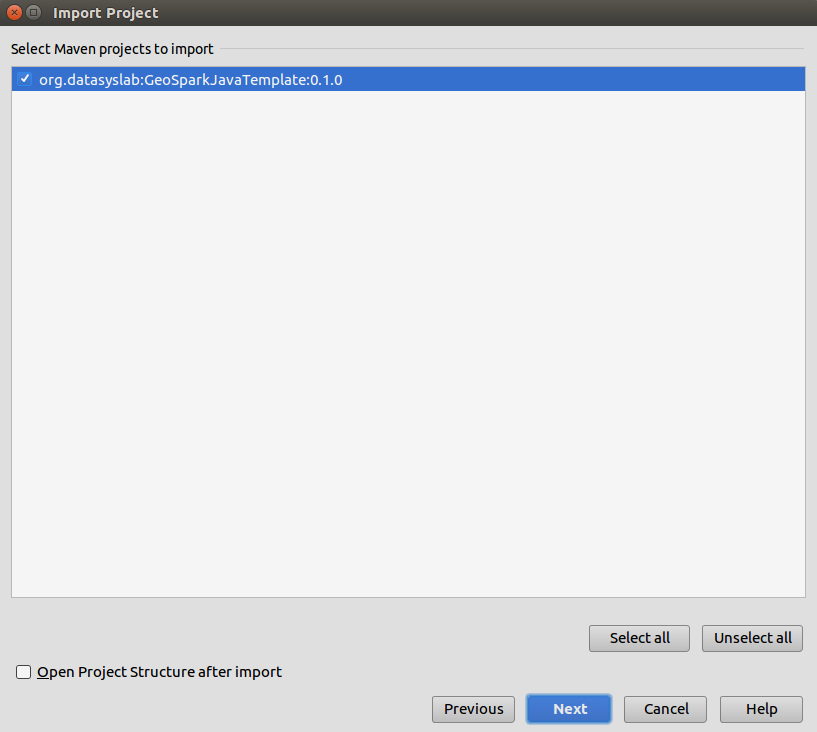 Import Project
Select Maven projects to import
org.datasyslab:GeoSparkJavaTemplate:0.1.0
Select all Unselect all
Open Project Structure after import
Previous Next Cancel Help